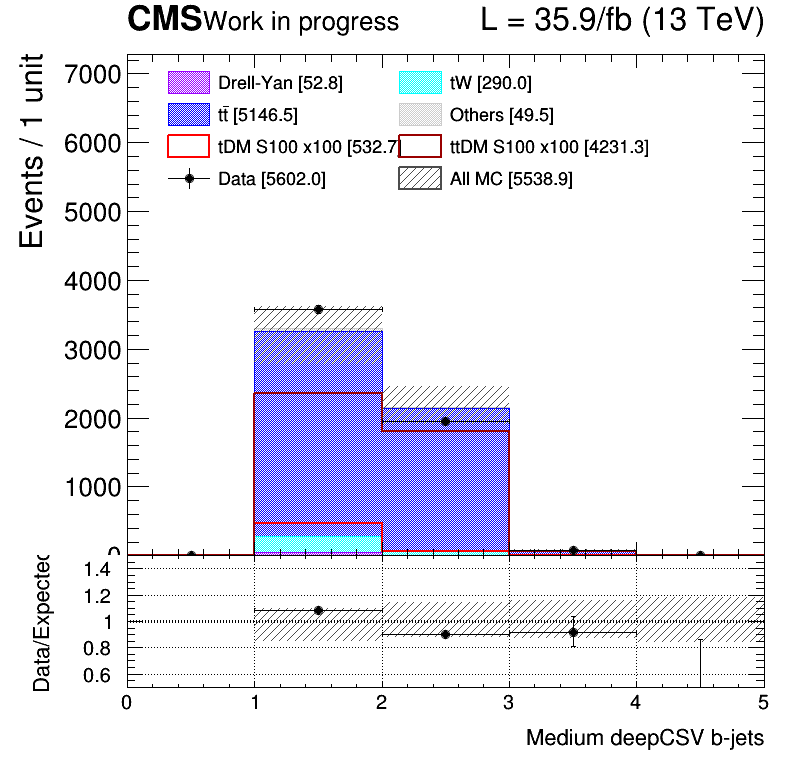 CMS Work in progress L = 35.9/fb (13 TeV)
Events / 1 unit
7000
6000
5000
4000
3000
2000
1000
0
Drell-Yan [52.8] tW [290.0]
tt̄ [5146.5] Others [49.5]
tDM S100 x100 [532.7] ttDM S100 x100 [4231.3]
Data [5602.0] All MC [5538.9]
Data/Expected
1.4
1.2
1
0.8
0.6
0 1 2 3 4 5
Medium deepCSV b-jets